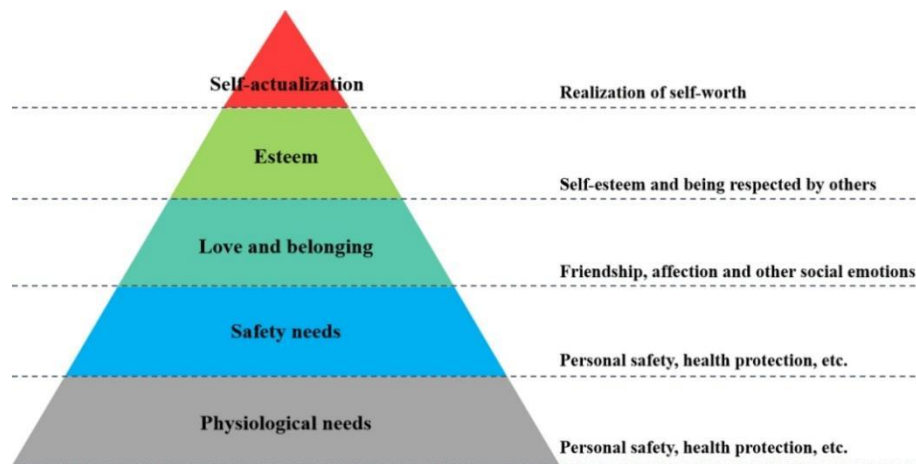 Self-actualization
Realization of self-worth
Esteem
Self-esteem and being respected by others
Love and belonging
Friendship, affection and other social emotions
Safety needs
Personal safety, health protection, etc.
Physiological needs
Personal safety, health protection, etc.